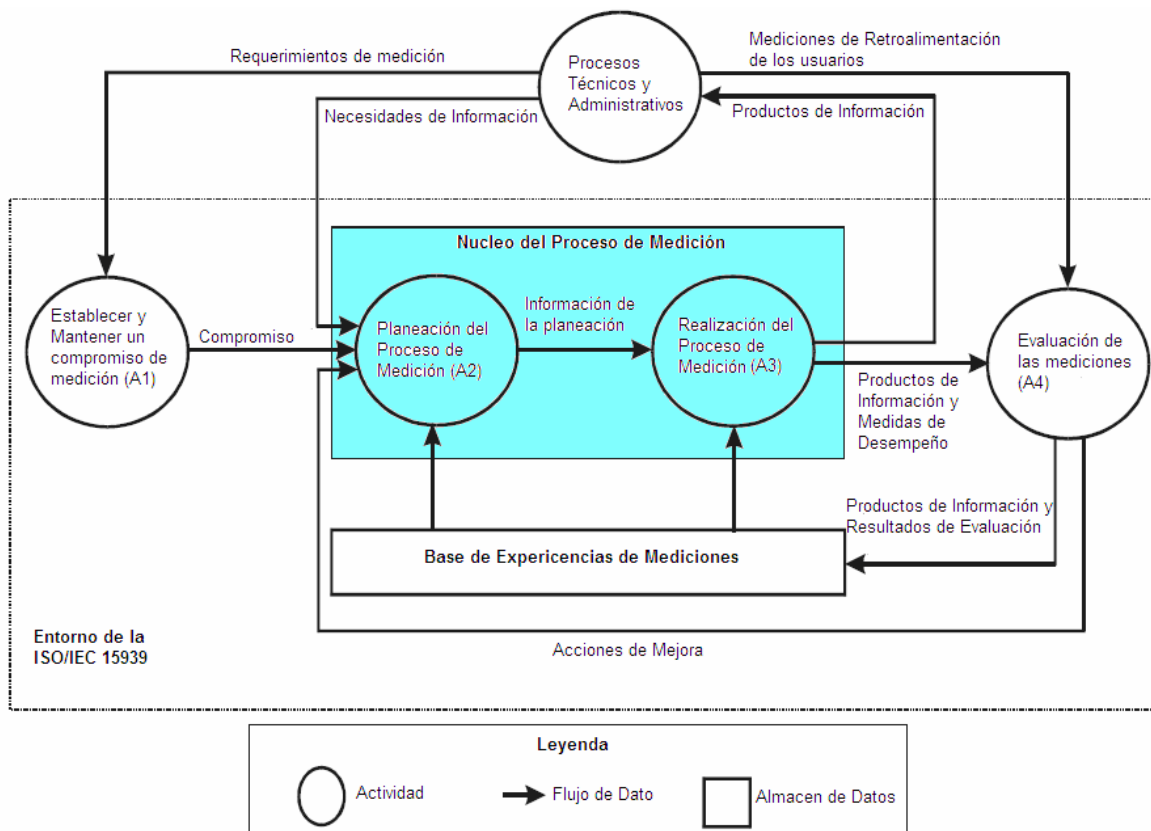 Requerimientos de medición
Procesos
Técnicos y
Administrativos
Mediciones de Retroalimentación
de los usuarios
Necesidades de Información
Productos de Información
Nucleo del Proceso de Medición
Establecer y
Mantener un
compromiso de
medición (A1)
Compromiso
Planeación del
Proceso de
Medición (A2)
Información de
la planeación
Realización del
Proceso de
Medición (A3)
Productos de
Información y
Medidas de
Desempeño
Evaluación de
las mediciones
(A4)
Productos de Información y
Resultados de Evaluación
Base de Expericencias de Mediciones
Acciones de Mejora
Entorno de la
ISO/IEC 15939
Leyenda
Actividad
Flujo de Dato
Almacen de Datos